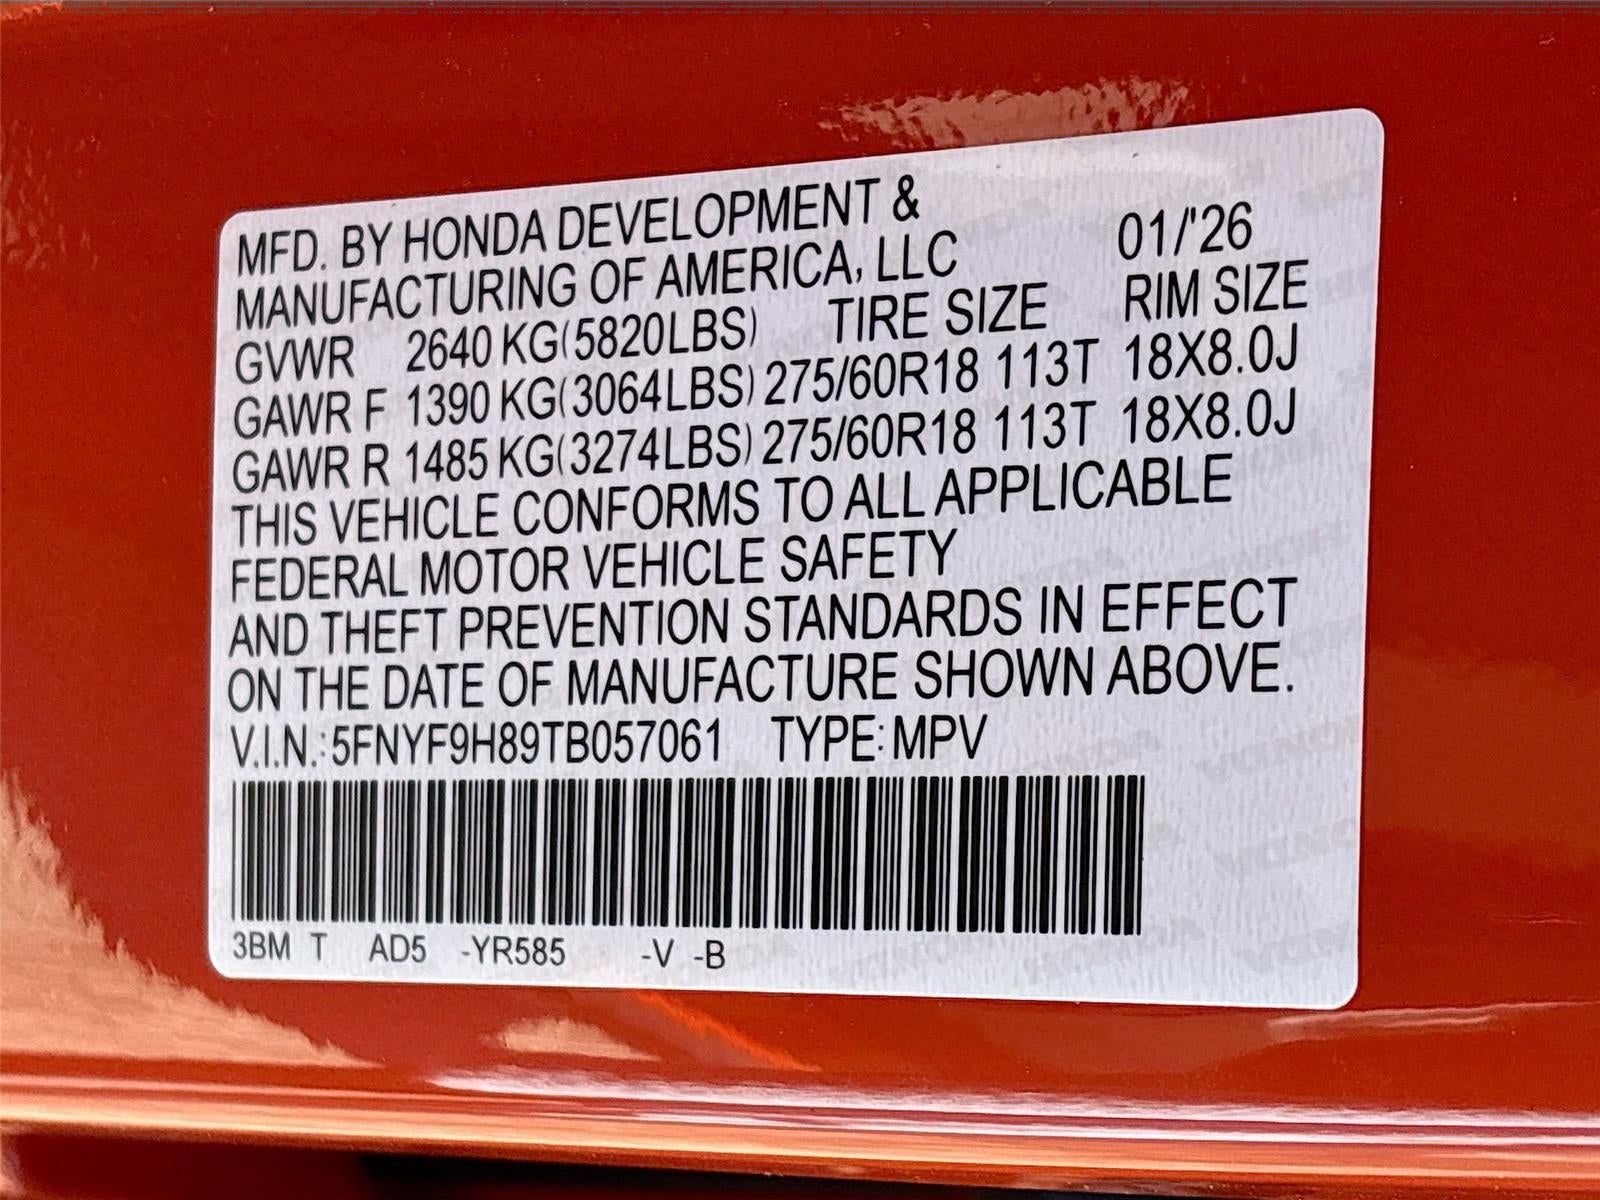 MFD. BY HONDA DEVELOPMENT &
MANUFACTURING OF AMERICA, LLC 01/'26
GVWR 2640 KG(5820LBS) TIRE SIZE RIM SIZE
GAWR F 1390 KG(3064LBS) 275/60R18 113T 18X8.0J
GAWR R 1485 KG(3274LBS) 275/60R18 113T 18X8.0J
THIS VEHICLE CONFORMS TO ALL APPLICABLE
FEDERAL MOTOR VEHICLE SAFETY
AND THEFT PREVENTION STANDARDS IN EFFECT
ON THE DATE OF MANUFACTURE SHOWN ABOVE.
V.I.N.:5FNYF9H89TB057061 TYPE:MPV
3BM T AD5 -YR585 -V -B